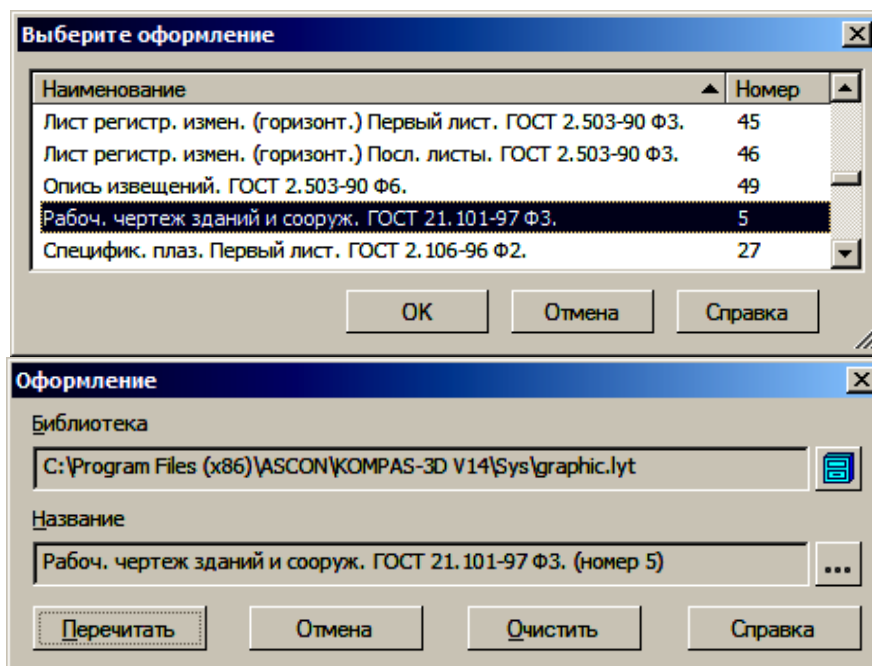 Выберите оформление
Наименование Номер
Лист регистр. измен. (горизонт.) Первый лист. ГОСТ 2.503-90 Ф3. 45
Лист регистр. измен. (горизонт.) Посл. листы. ГОСТ 2.503-90 Ф3. 46
Опись извещений. ГОСТ 2.503-90 Ф6. 49
Рабоч. чертеж зданий и сооруж. ГОСТ 21.101-97 Ф3. 5
Специфик. плаз. Первый лист. ГОСТ 2.106-96 Ф2. 27
OK Отмена Справка
Оформление
Библиотека
C:\Program Files (x86)\ASCON\KOMPAS-3D V14\Sys\graphic.lyt
Название
Рабоч. чертеж зданий и сооруж. ГОСТ 21.101-97 Ф3. (номер 5)
...
Перечитать Отмена Очистить Справка